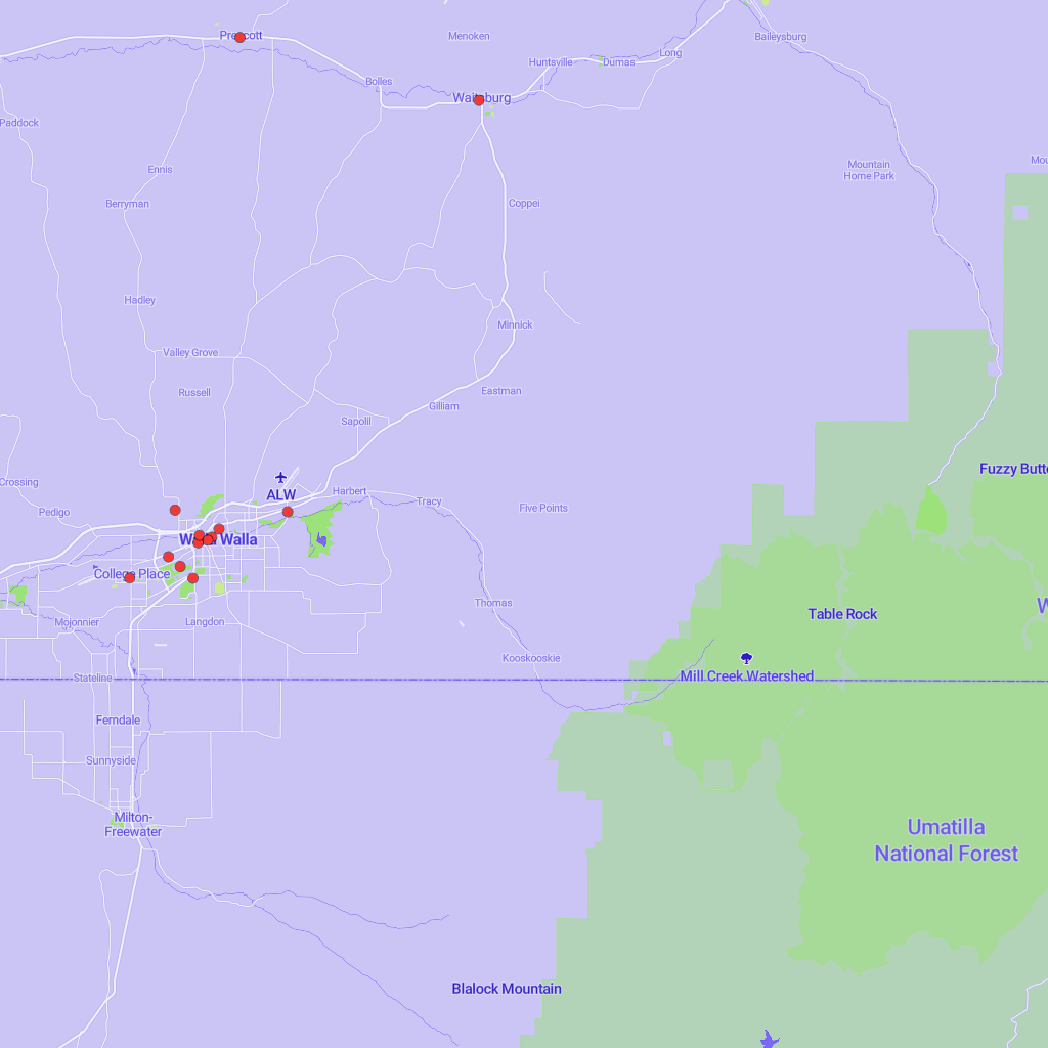 Menoken
Baileysburg
Long
Huntsville
Dumas
Bolles
Paddock
Mountain
Home Park
Ennis
Berryman
Coppei
Hadley
Minnick
Valley Grove
Russell
Eastman
Gilliam
Sapolil
Fuzzy Butte
Crossing
Harbert
ALW
Tracy
Five Points
Pedigo
Walla Walla
College Place
Thomas
Table Rock
Mojonnier
Langdon
Kooskooskie
Mill Creek Watershed
Stateline
Ferndale
Sunnyside
Milton-
Freewater
Umatilla
National Forest
Blalock Mountain